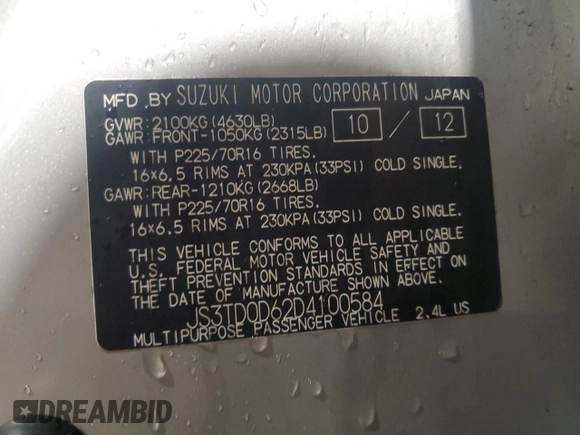 MFD .BY SUZUKI MOTOR CORPORATION JAPAN
GVWR: 2100KG (4630LB)
GAWR: FRONT-1050KG (2315LB) 10 / 12
WITH P225/70R16 TIRES.
16×6.5 RIMS AT 230KPA (33PSI) COLD SINGLE.
GAWR: REAR-1210KG (2668LB)
WITH P225/70R16 TIRES.
16×6.5 RIMS AT 230KPA (33PSI) COLD SINGLE.
THIS VEHICLE CONFORMS TO ALL APPLICABLE
U.S. FEDERAL MOTOR VEHICLE SAFETY AND
THEFT PREVENTION STANDARDS IN EFFECT ON
THE DATE OF MANUFACTURE SHOWN ABOVE.
JS3TD0D62D4100584
MULTIPURPOSE PASSENGER VEHICLE 2.4L US
DREAMBID